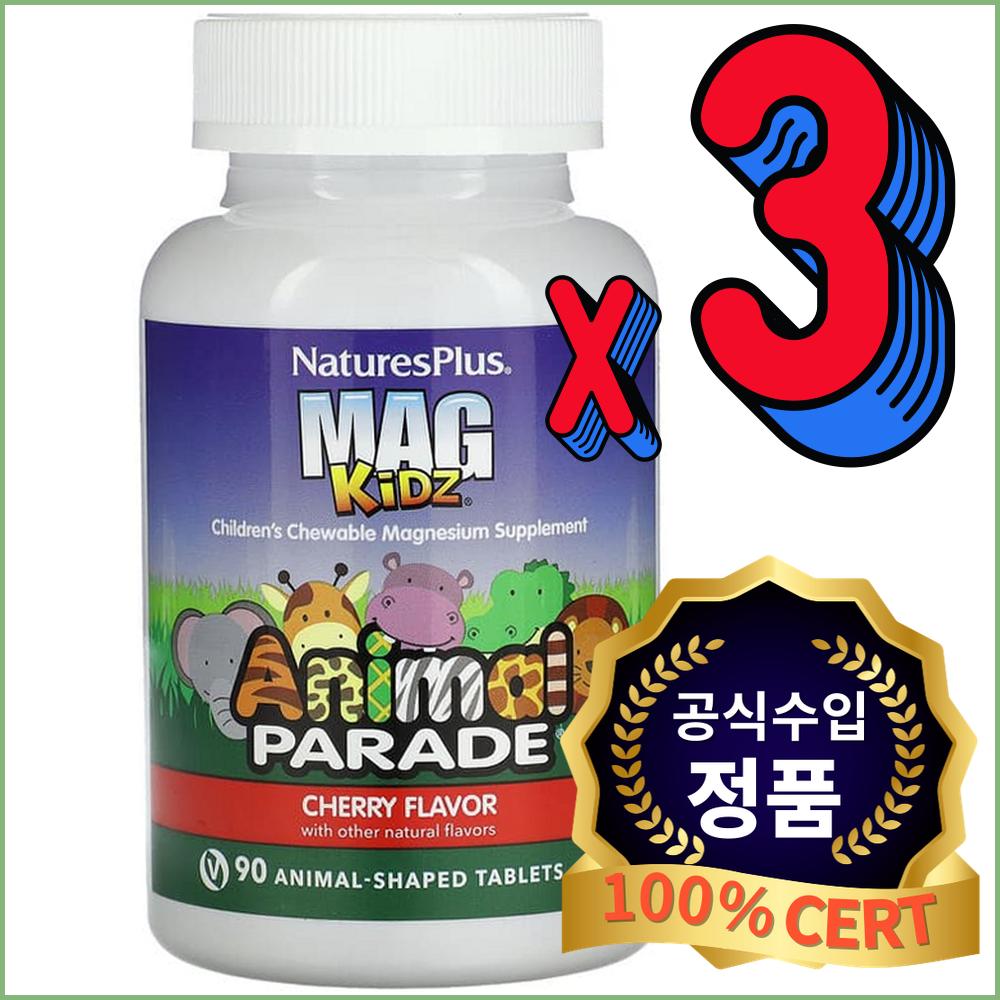 NaturesPlus®
MAG
KiDZ®
Children's Chewable Magnesium Supplement
Animal
PARADE®
CHERRY FLAVOR
with other natural flavors
V 90 ANIMAL-SHAPED TABLETS
x 3
공식수입
정품
100% CERT